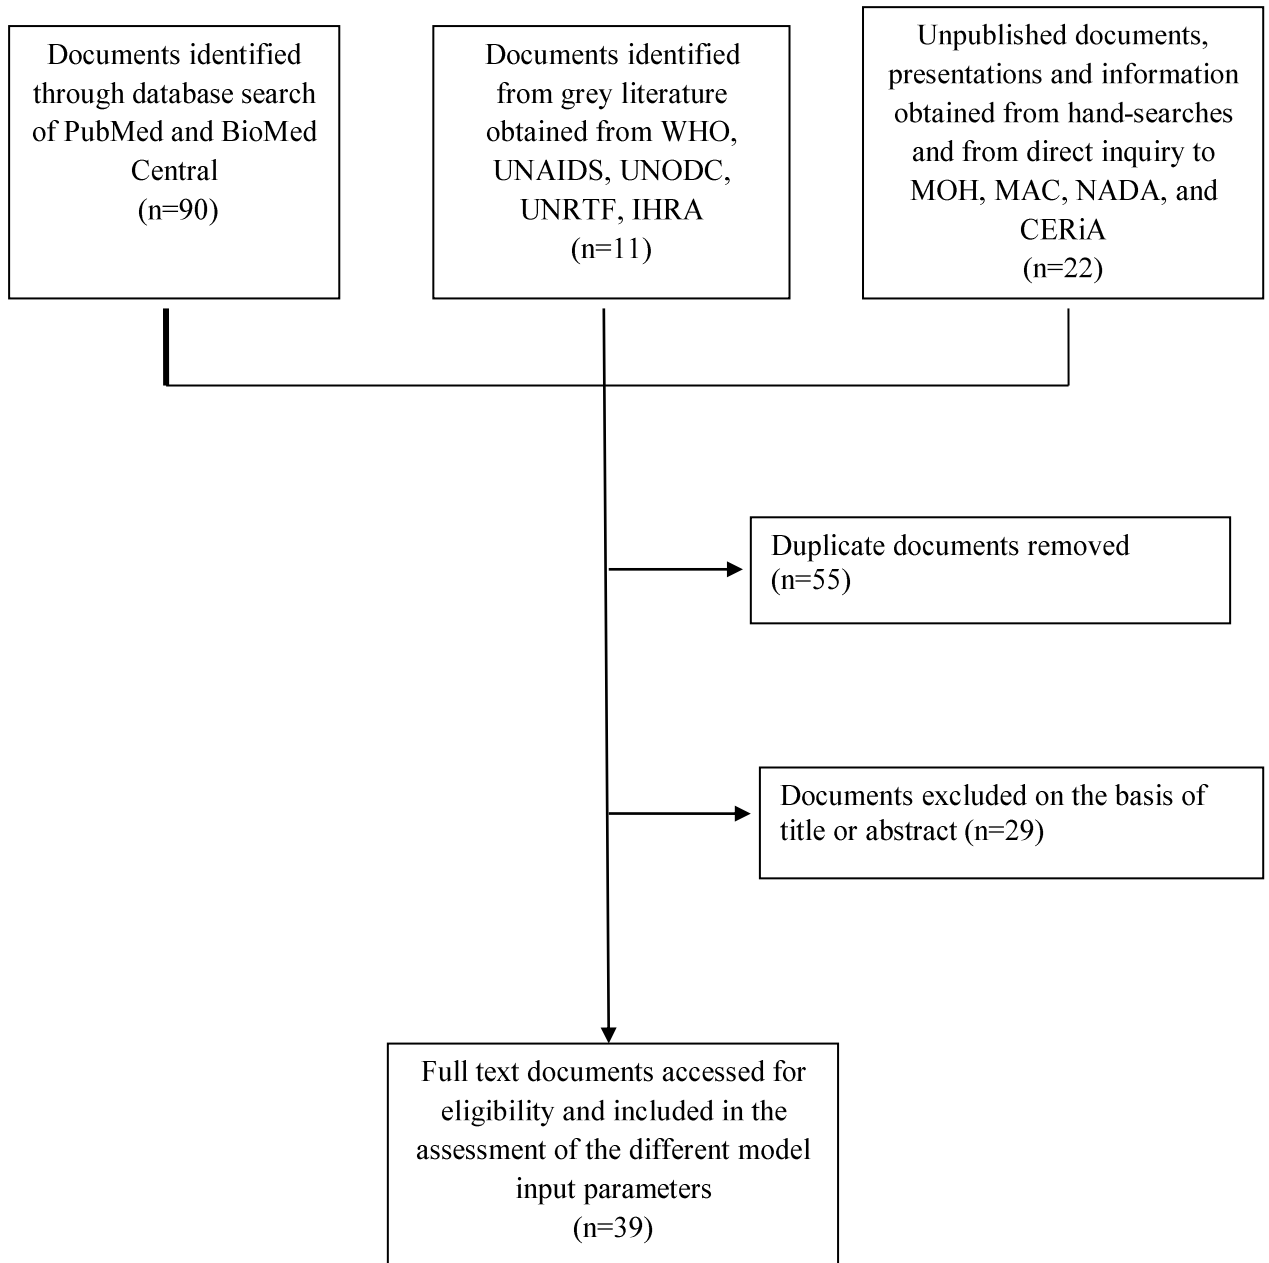 Documents identified
through database search
of PubMed and BioMed
Central
(n=90)
Documents identified
from grey literature
obtained from WHO,
UNAIDS, UNODC,
UNRTF, IHRA
(n=11)
Unpublished documents,
presentations and information
obtained from hand-searches
and from direct inquiry to
MOH, MAC, NADA, and
CERiA
(n=22)
Duplicate documents removed
(n=55)
Documents excluded on the basis of
title or abstract (n=29)
Full text documents accessed for
eligibility and included in the
assessment of the different model
input parameters
(n=39)